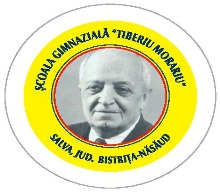 ȘCOALA GIMNAZIALĂ "TIBERIU MORARIU"
SALVA, JUD. BISTRIȚA-NĂSĂUD